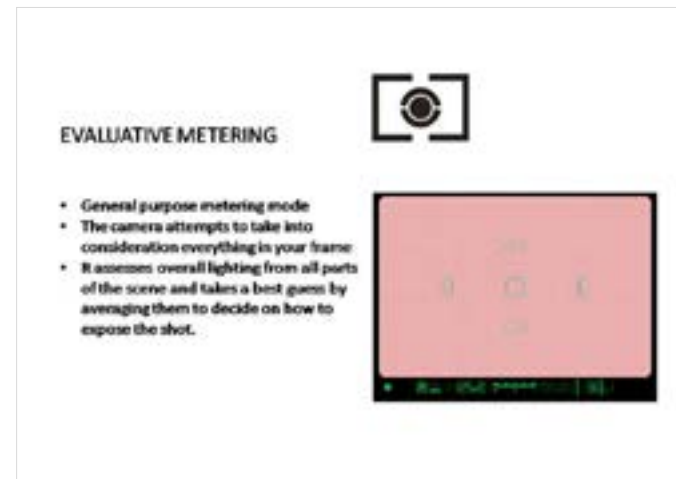 EVALUATIVE METERING
• General purpose metering mode
• The camera attempts to take into
consideration everything in your frame
• It assesses overall lighting from all parts
of the scene and takes a best guess by
averaging them to decide on how to
expose the shot.